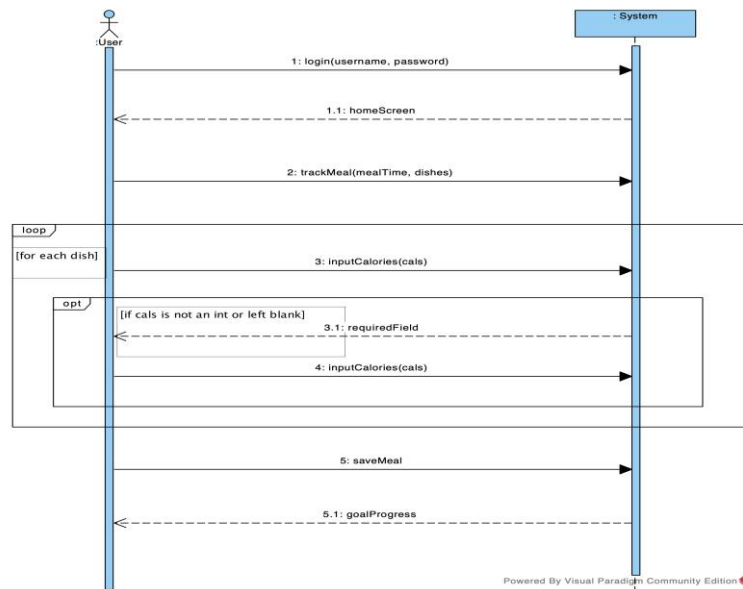 : System
:User
1: login(username, password)
1.1: homeScreen
2: trackMeal(mealTime, dishes)
loop
[for each dish]
3: inputCalories(cals)
opt
[if cals is not an int or left blank]
3.1: requiredField
4: inputCalories(cals)
5: saveMeal
5.1: goalProgress
Powered By Visual Paradigm Community Edition